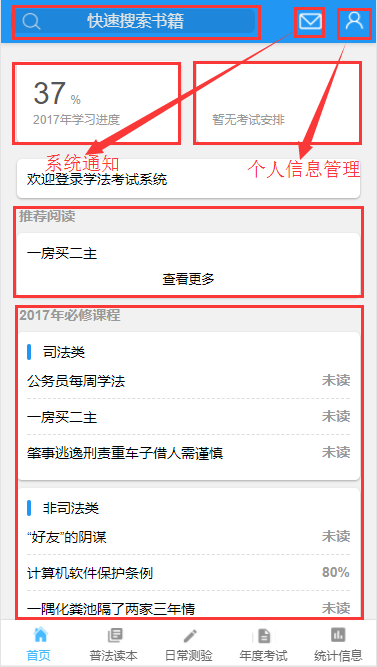 快速搜索书籍
37 %
2017年学习进度
暂无考试安排
系统通知
个人信息管理
欢迎登录学法考试系统
推荐阅读
一房买二主
查看更多
2017年必修课程
司法类
公务员每周学法 未读
一房买二主 未读
肇事逃逸刑责重车子借人需谨慎 未读
非司法类
“好友”的阴谋 未读
计算机软件保护条例 80%
一隅化粪池隔了两家三年情 未读
首页 普法读本 日常测验 年度考试 统计信息